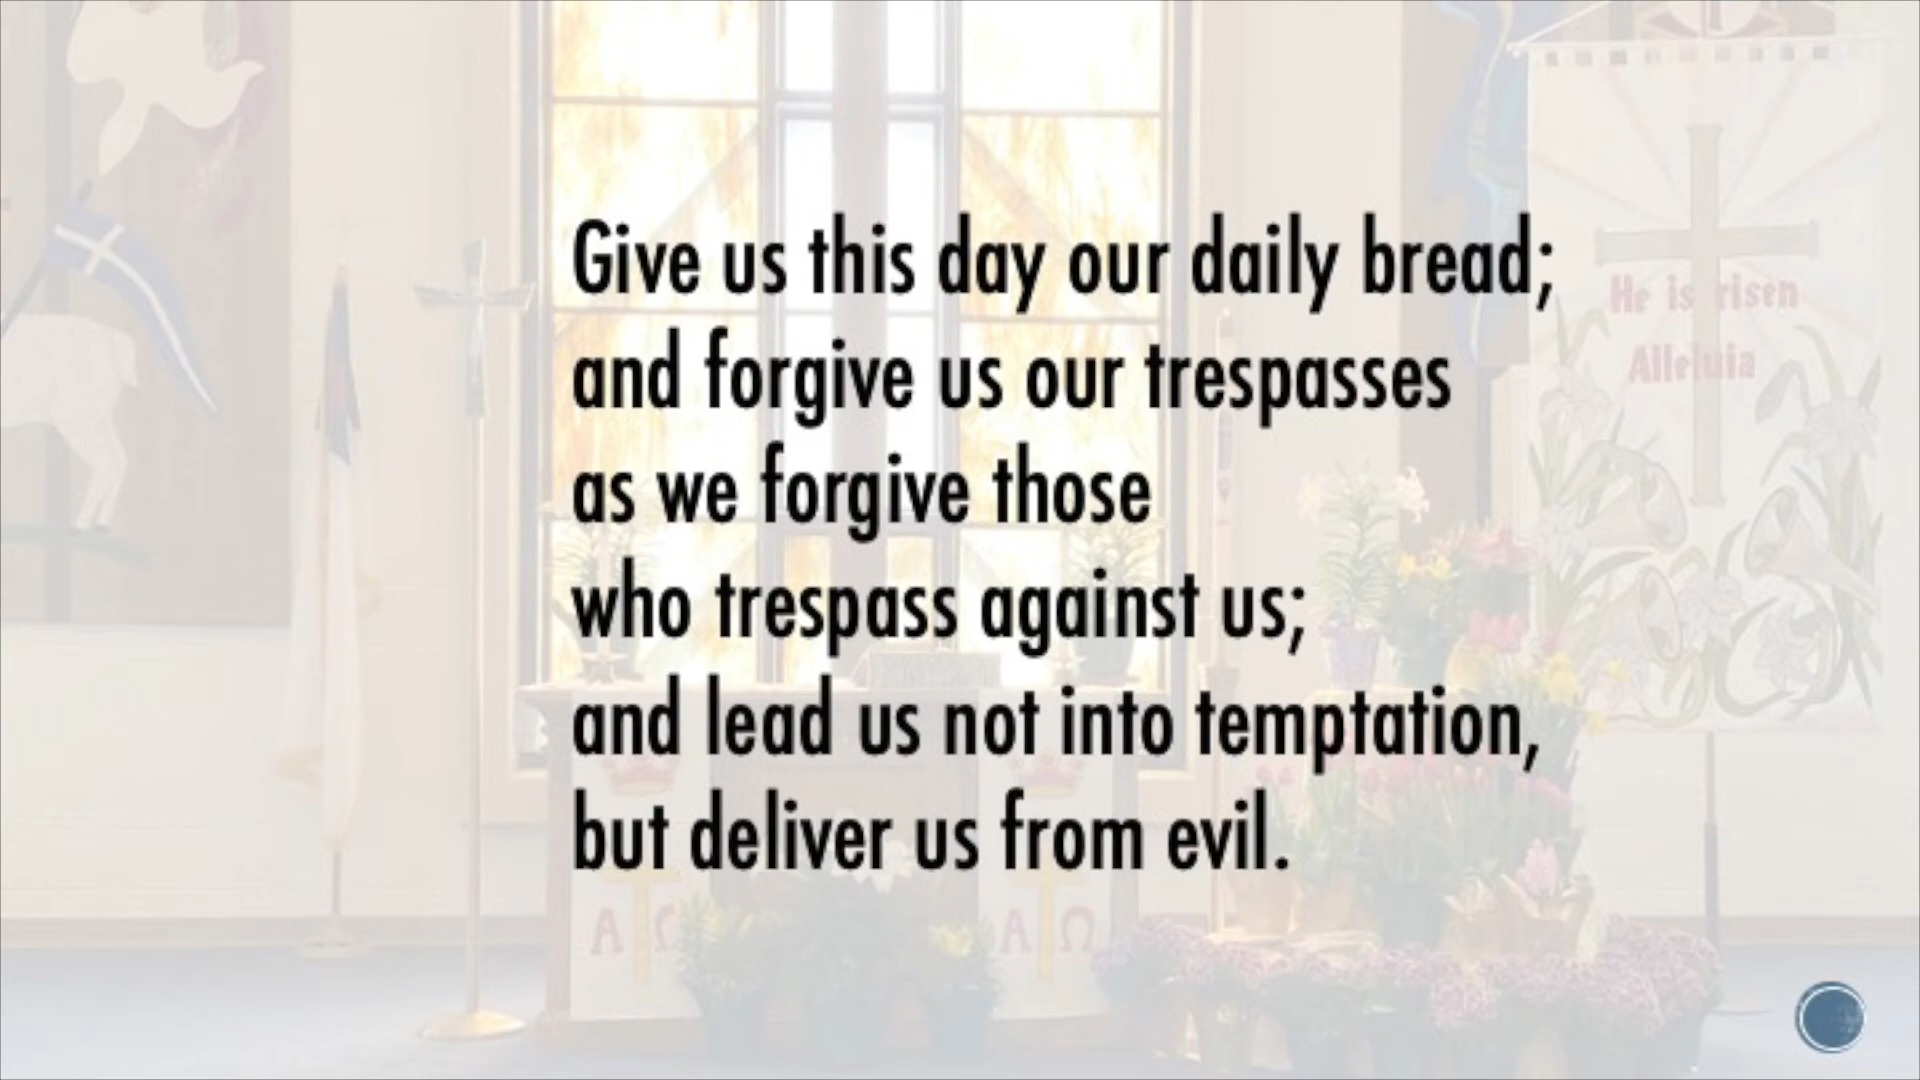 Give us this day our daily bread;
and forgive us our trespasses
as we forgive those
who trespass against us;
and lead us not into temptation,
but deliver us from evil.
He is risen
Alleluia
Α Ω
Α Ω